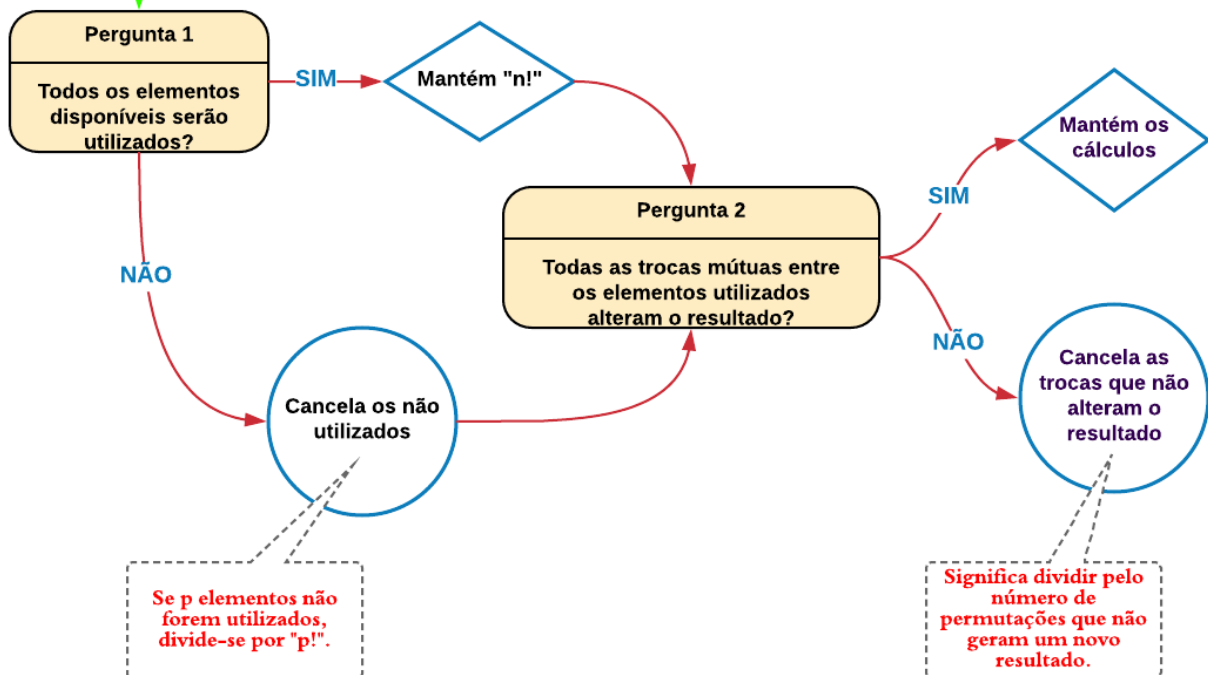 Pergunta 1
Todos os elementos
disponíveis serão
utilizados?
SIM
Mantém "n!"
NÃO
Cancela os não
utilizados
Se p elementos não
forem utilizados,
divide-se por "p!".
Pergunta 2
Todas as trocas mútuas entre
os elementos utilizados
alteram o resultado?
SIM
Mantém os
cálculos
NÃO
Cancela as
trocas que não
alteram o
resultado
Significa dividir pelo
número de
permutações que não
geram um novo
resultado.